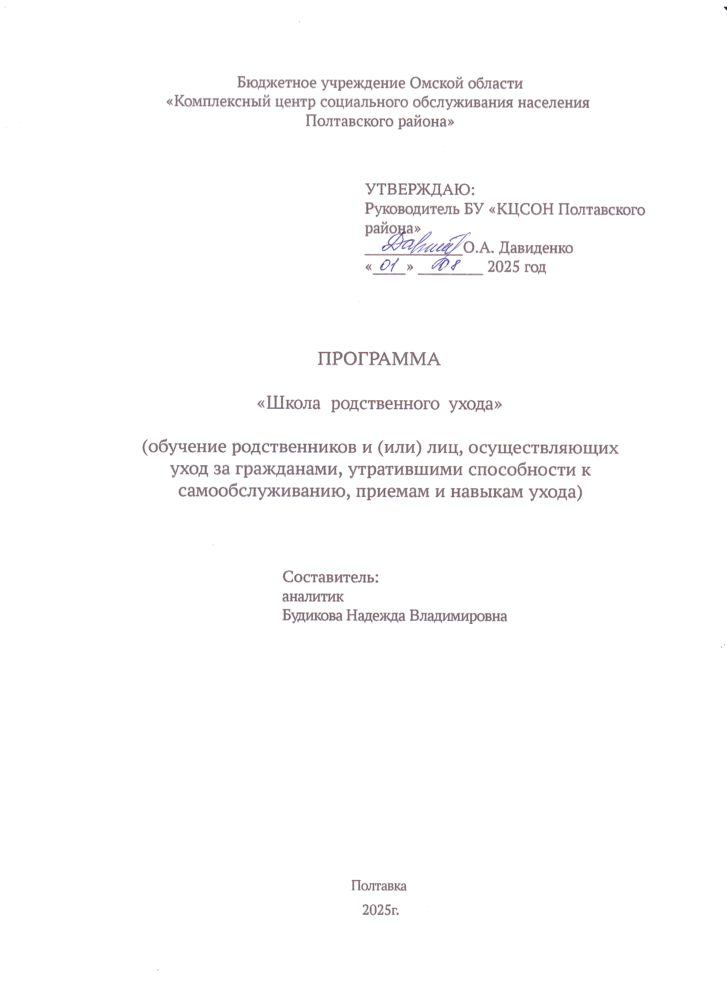 Бюджетное учреждение Омской области
«Комплексный центр социального обслуживания населения
Полтавского района»
УТВЕРЖДАЮ:
Руководитель БУ «КЦСОН Полтавского
района»
О.А. Давиденко
«01» 08 2025 год
ПРОГРАММА
«Школа родственного ухода»
(обучение родственников и (или) лиц, осуществляющих
уход за гражданами, утратившими способности к
самообслуживанию, приемам и навыкам ухода)
Составитель:
аналитик
Будикова Надежда Владимировна
Полтавка
2025г.